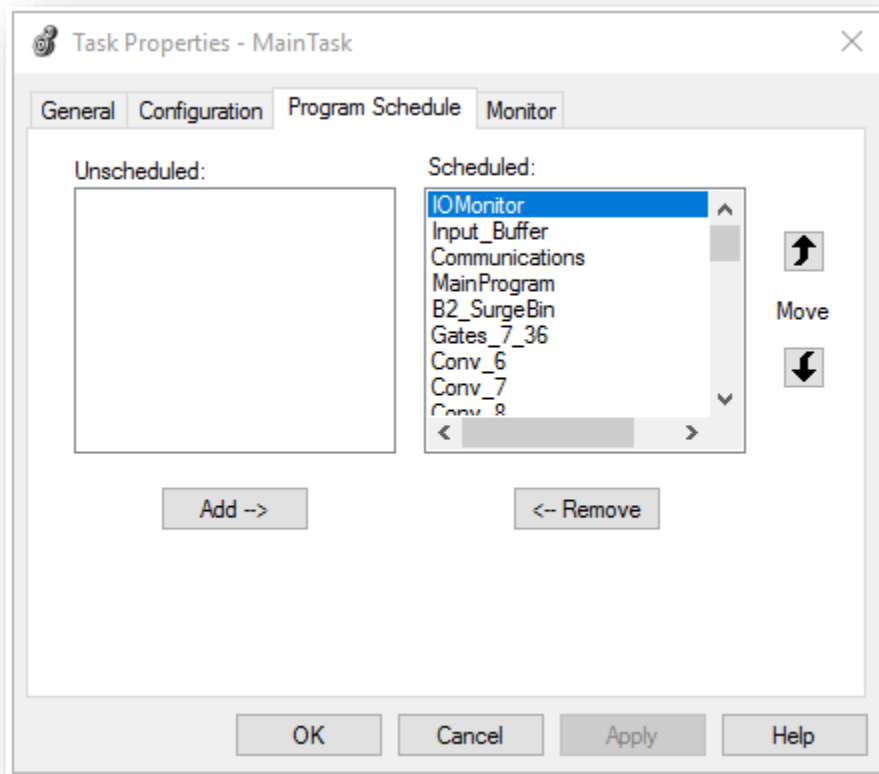 Task Properties - MainTask
General Configuration Program Schedule Monitor
Unscheduled:
Scheduled:
IOMonitor
Input_Buffer
Communications
MainProgram
B2_SurgeBin
Gates_7_36
Conv_6
Conv_7
Conv_8
Move
Add -->
<-- Remove
OK Cancel Apply Help